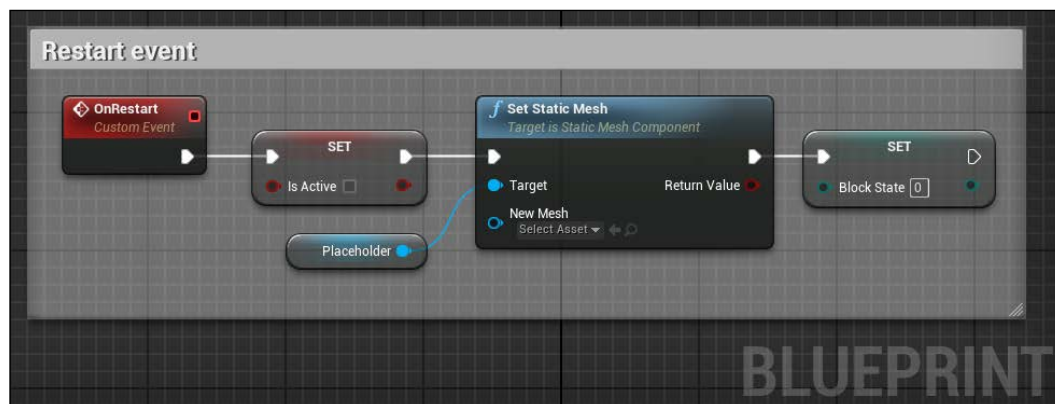 Restart event
OnRestart
Custom Event
SET
Is Active
Placeholder
f Set Static Mesh
Target is Static Mesh Component
Target
Return Value
New Mesh
Select Asset
SET
Block State 0
BLUEPRINT